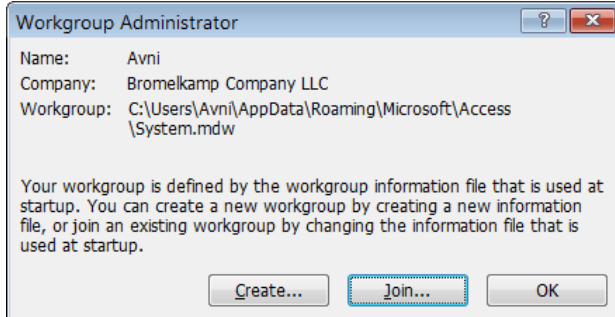 Workgroup Administrator
Name: Avni
Company: Bromelkamp Company LLC
Workgroup: C:\Users\Avni\AppData\Roaming\Microsoft\Access
\System.mdw
Your workgroup is defined by the workgroup information file that is used at
startup. You can create a new workgroup by creating a new information
file, or join an existing workgroup by changing the information file that is
used at startup.
Create... Join... OK